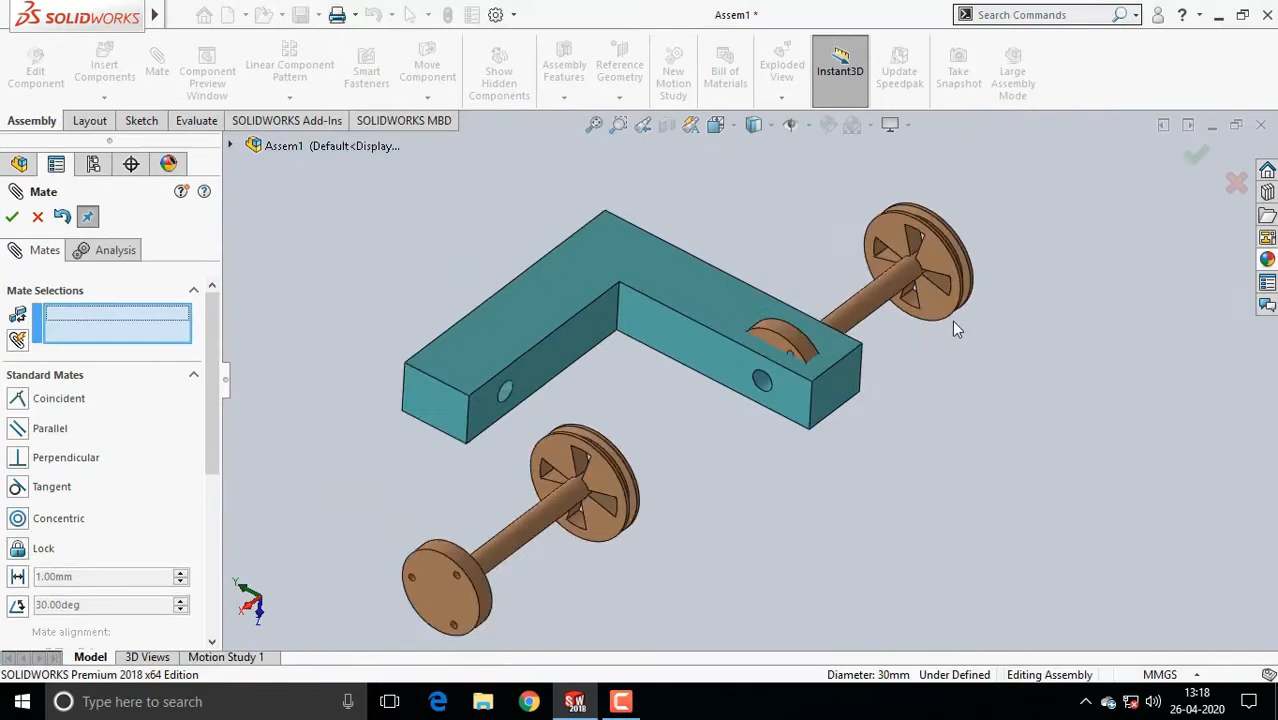 SOLIDWORKS
Assem1 *
Search Commands
Edit Component
Insert Components
Mate
Component Preview Window
Linear Component Pattern
Smart Fasteners
Move Component
Show Hidden Components
Assembly Features
Reference Geometry
New Motion Study
Bill of Materials
Exploded View
Instant3D
Update Speedpak
Take Snapshot
Large Assembly Mode
Assembly Layout Sketch Evaluate SOLIDWORKS Add-Ins SOLIDWORKS MBD
Assem1 (Default<Display...
Mate
Mates Analysis
Mate Selections
Standard Mates
Coincident
Parallel
Perpendicular
Tangent
Concentric
Lock
1.00mm
30.00deg
Mate alignment:
Y
X
Z
Model 3D Views Motion Study 1
SOLIDWORKS Premium 2018 x64 Edition Diameter: 30mm Under Defined Editing Assembly MMGS
Type here to search
SW
2018
13:18
26-04-2020